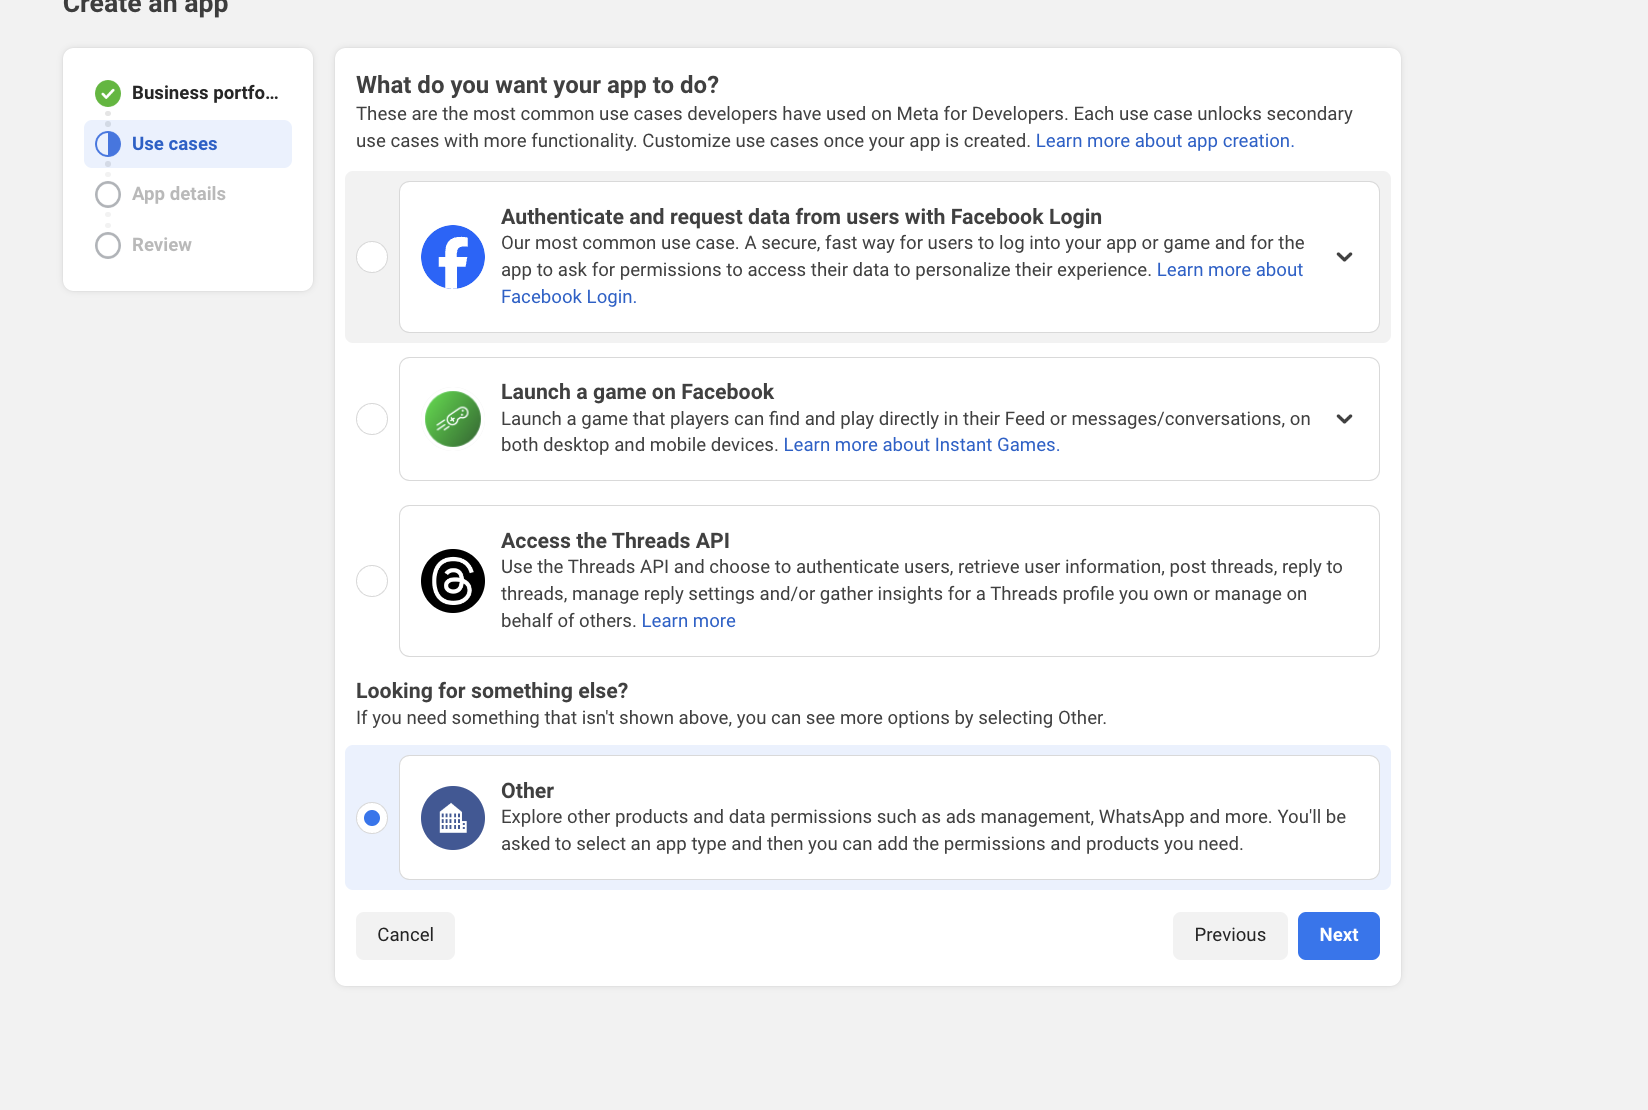 Create an app
Business portfo...
Use cases
App details
Review
What do you want your app to do?
These are the most common use cases developers have used on Meta for Developers. Each use case unlocks secondary
use cases with more functionality. Customize use cases once your app is created. Learn more about app creation.
Authenticate and request data from users with Facebook Login
Our most common use case. A secure, fast way for users to log into your app or game and for the
app to ask for permissions to access their data to personalize their experience. Learn more about
Facebook Login.
Launch a game on Facebook
Launch a game that players can find and play directly in their Feed or messages/conversations, on
both desktop and mobile devices. Learn more about Instant Games.
Access the Threads API
Use the Threads API and choose to authenticate users, retrieve user information, post threads, reply to
threads, manage reply settings and/or gather insights for a Threads profile you own or manage on
behalf of others. Learn more
Looking for something else?
If you need something that isn't shown above, you can see more options by selecting Other.
Other
Explore other products and data permissions such as ads management, WhatsApp and more. You'll be
asked to select an app type and then you can add the permissions and products you need.
Cancel
Previous
Next